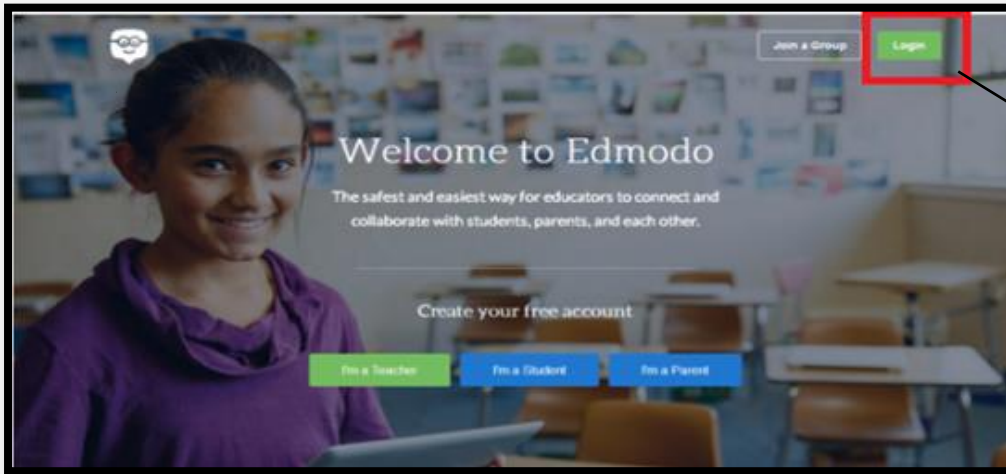 Join a Group
Login
Welcome to Edmodo
The safest and easiest way for educators to connect and
collaborate with students, parents, and each other.
Create your free account
I'm a Teacher
I'm a Student
I'm a Parent